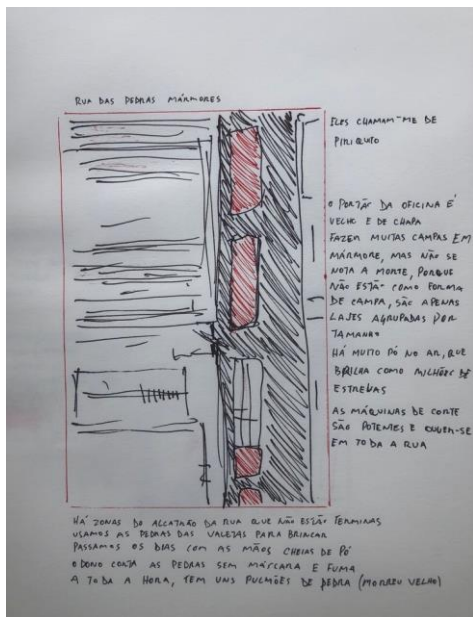 RUA DAS PEDRAS MÁRMORES
ELES CHAMAM-ME DE
PIRIQUITO
O PORTÃO DA OFICINA É
VELHO E DE CHAPA
FAZEM MUITAS CAMPAS EM
MÁRMORE, MAS NÃO SE
NOTA A MORTE, PORQUE
NÃO ESTÃO COMO FORMA
DE CAMPA, SÃO APENAS
LAJES AGRUPADAS POR
TAMANHO
HÁ MUITO PÓ NO AR, QUE
BRILHA COMO MILHÕES DE
ESTRELAS
AS MÁQUINAS DE CORTE
SÃO POTENTES E OUVEM-SE
EM TODA A RUA
HÁ ZONAS DO ALCATRÃO DA RUA QUE NÃO ESTÃO TERMINAS
USAMOS AS PEDRAS DAS VALETAS PARA BRINCAR
PASSAMOS OS DIAS COM AS MÃOS CHEIAS DE PÓ
O DONO CORTA AS PEDRAS SEM MÁSCARA E FUMA
A TODA A HORA, TEM UNS PULMÕES DE PEDRA (MORREU VELHO)